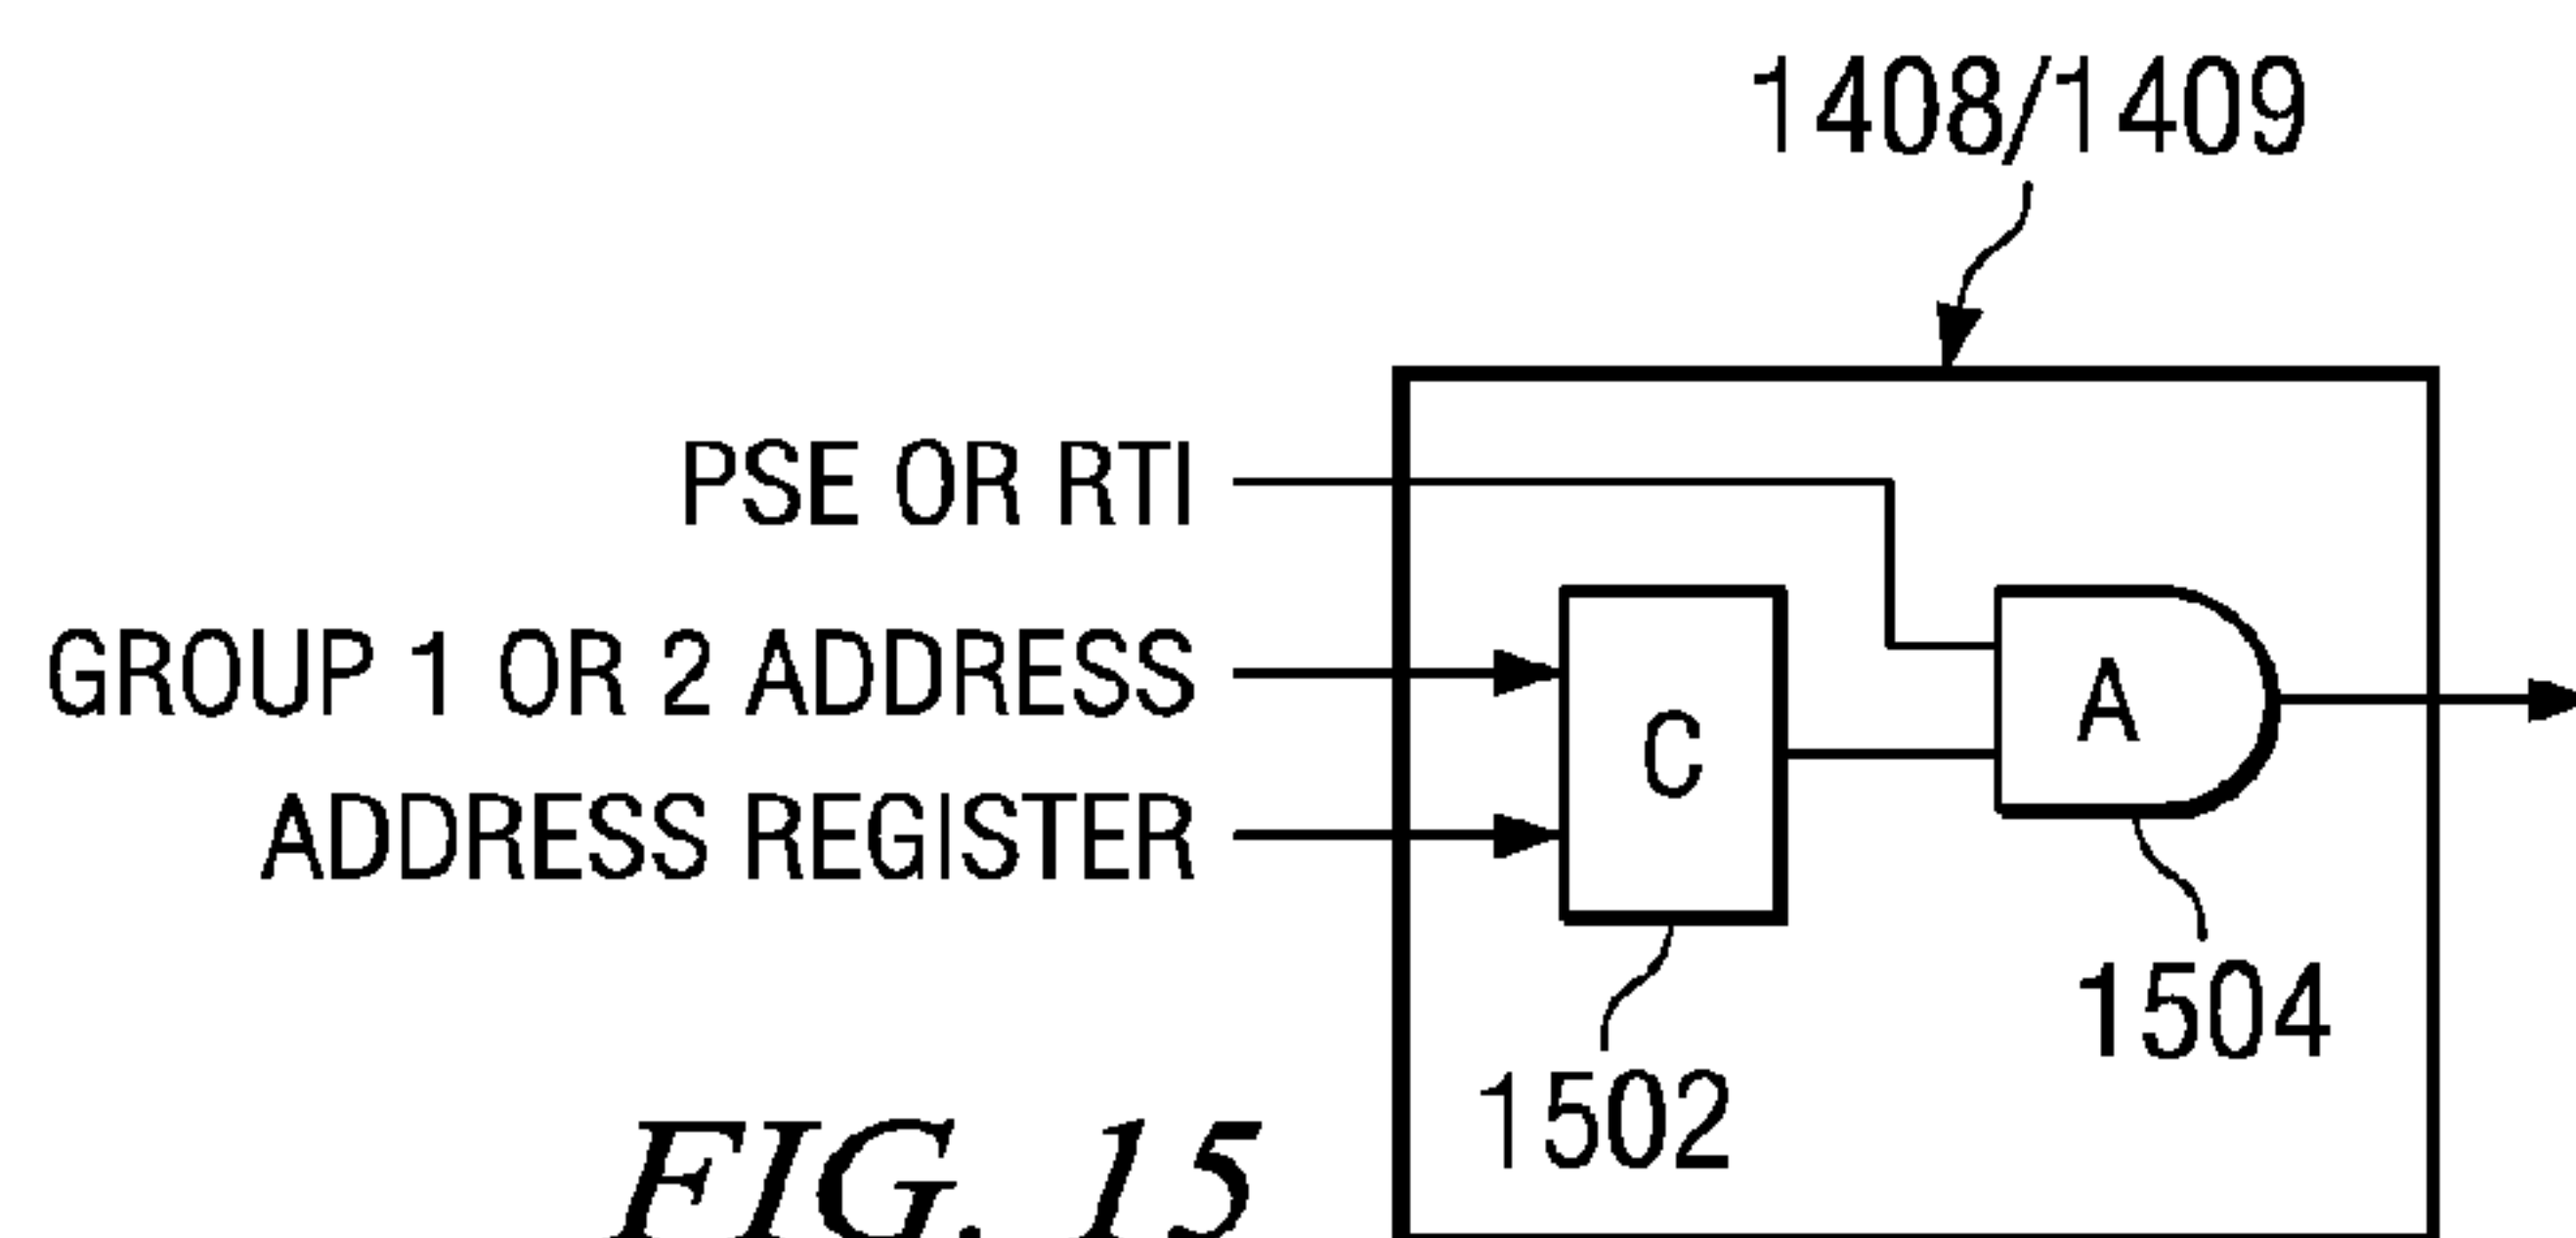 1408/1409
PSE OR RTI
GROUP 1 OR 2 ADDRESS
ADDRESS REGISTER
C
A
1504
1502
FIG. 15